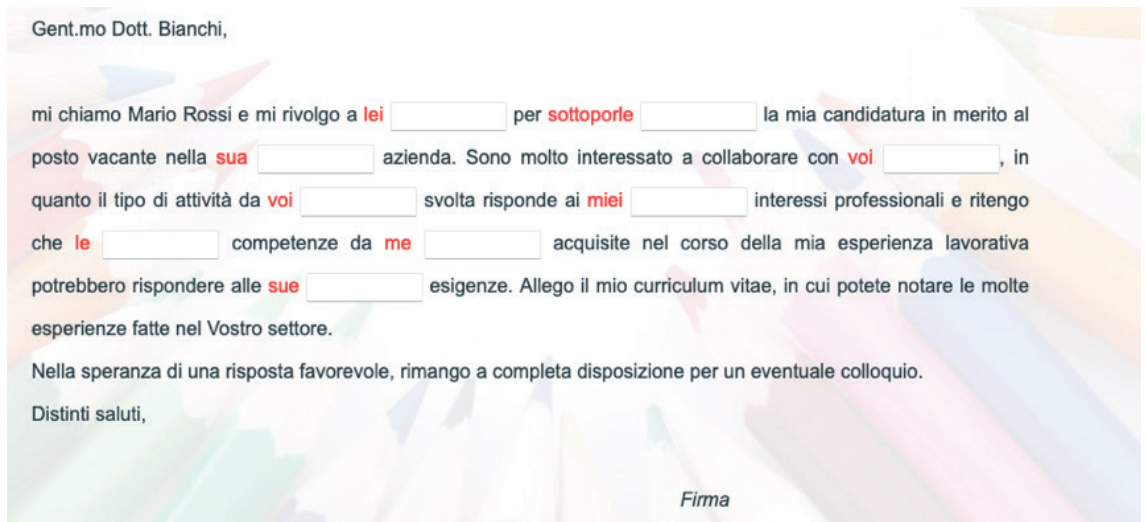 Gent.mo Dott. Bianchi,
mi chiamo Mario Rossi e mi rivolgo a lei per sottoporle la mia candidatura in merito al
posto vacante nella sua azienda. Sono molto interessato a collaborare con voi , in
quanto il tipo di attività da voi svolta risponde ai miei interessi professionali e ritengo
che le competenze da me acquisite nel corso della mia esperienza lavorativa
potrebbero rispondere alle sue esigenze. Allego il mio curriculum vitae, in cui potete notare le molte
esperienze fatte nel Vostro settore.
Nella speranza di una risposta favorevole, rimango a completa disposizione per un eventuale colloquio.
Distinti saluti,
Firma